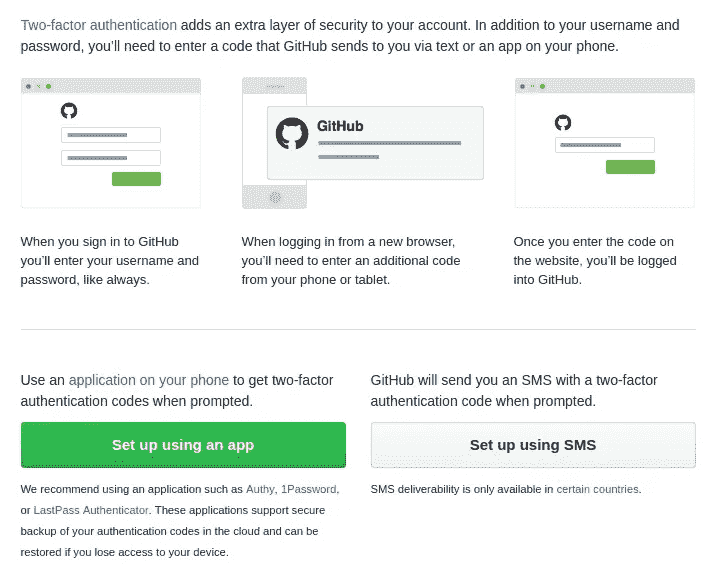 Two-factor authentication adds an extra layer of security to your account. In addition to your username and
password, you'll need to enter a code that GitHub sends to you via text or an app on your phone.
GitHub
When you sign in to GitHub
you'll enter your username and
password, like always.
When logging in from a new browser,
you'll need to enter an additional code
from your phone or tablet.
Once you enter the code on
the website, you'll be logged
into GitHub.
Use an application on your phone to get two-factor
authentication codes when prompted.
Set up using an app
We recommend using an application such as Authy, 1Password,
or LastPass Authenticator. These applications support secure
backup of your authentication codes in the cloud and can be
restored if you lose access to your device.
GitHub will send you an SMS with a two-factor
authentication code when prompted.
Set up using SMS
SMS deliverability is only available in certain countries.